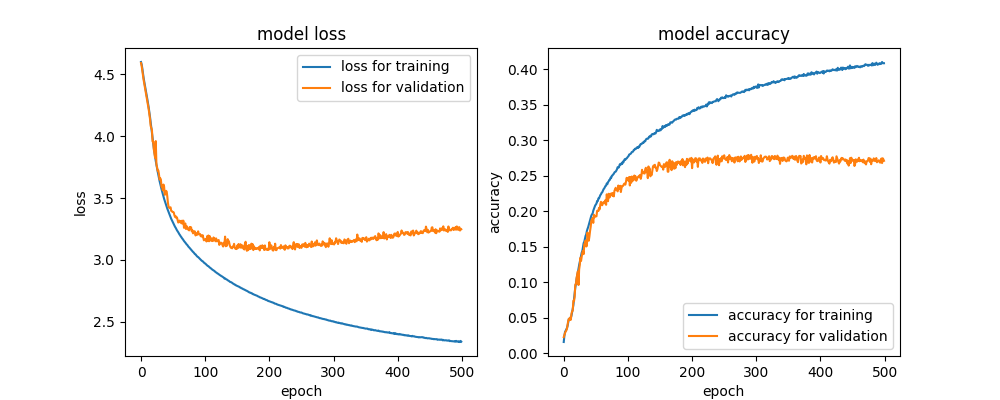 model loss
loss for training
loss for validation
4.5
4.0
3.5
3.0
2.5
loss
0
100
200
300
400
500
epoch
model accuracy
0.40
0.35
0.30
0.25
0.20
0.15
0.10
0.05
0.00
accuracy
accuracy for training
accuracy for validation
0
100
200
300
400
500
epoch